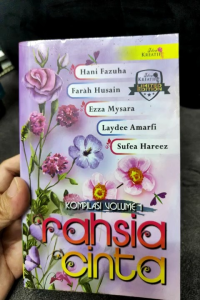 Hani Fazuha
Farah Husain
Ezza Mysara
Laydee Amarfi
Sufea Hareez
KOMPILASI VOLUME 1
rahsia
cinta